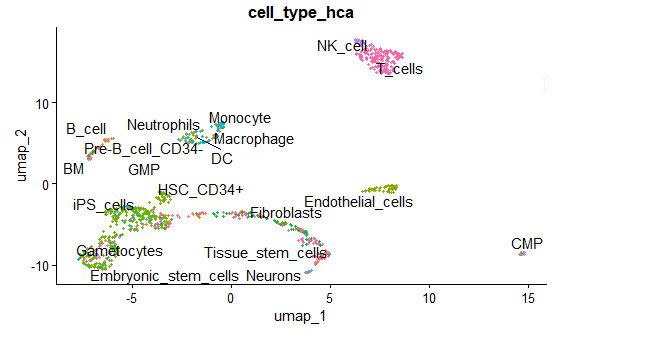 cell_type_hca
NK_cell
T_cells
10
Monocyte
Neutrophils
B_cell
Macrophage
Pre-B_cell_CD34-
DC
BM
GMP
umap_2
0
HSC_CD34+
Endothelial_cells
iPS_cells
Fibroblasts
CMP
Gametocytes
Tissue_stem_cells
-10
Embryonic_stem_cells
Neurons
-5
0
5
10
15
umap_1